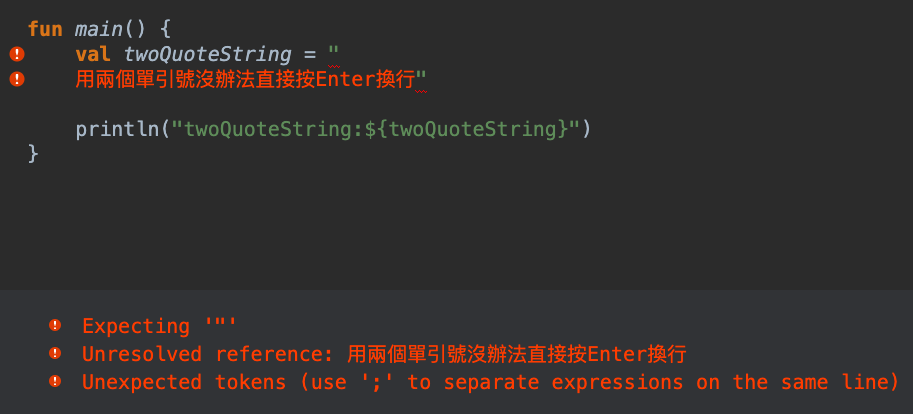 fun main() {
val twoQuoteString = "
用兩個單引號沒辦法直接按Enter換行"
println("twoQuoteString:${twoQuoteString}")
}
Expecting '"'
Unresolved reference: 用兩個單引號沒辦法直接按Enter換行
Unexpected tokens (use ';' to separate expressions on the same line)